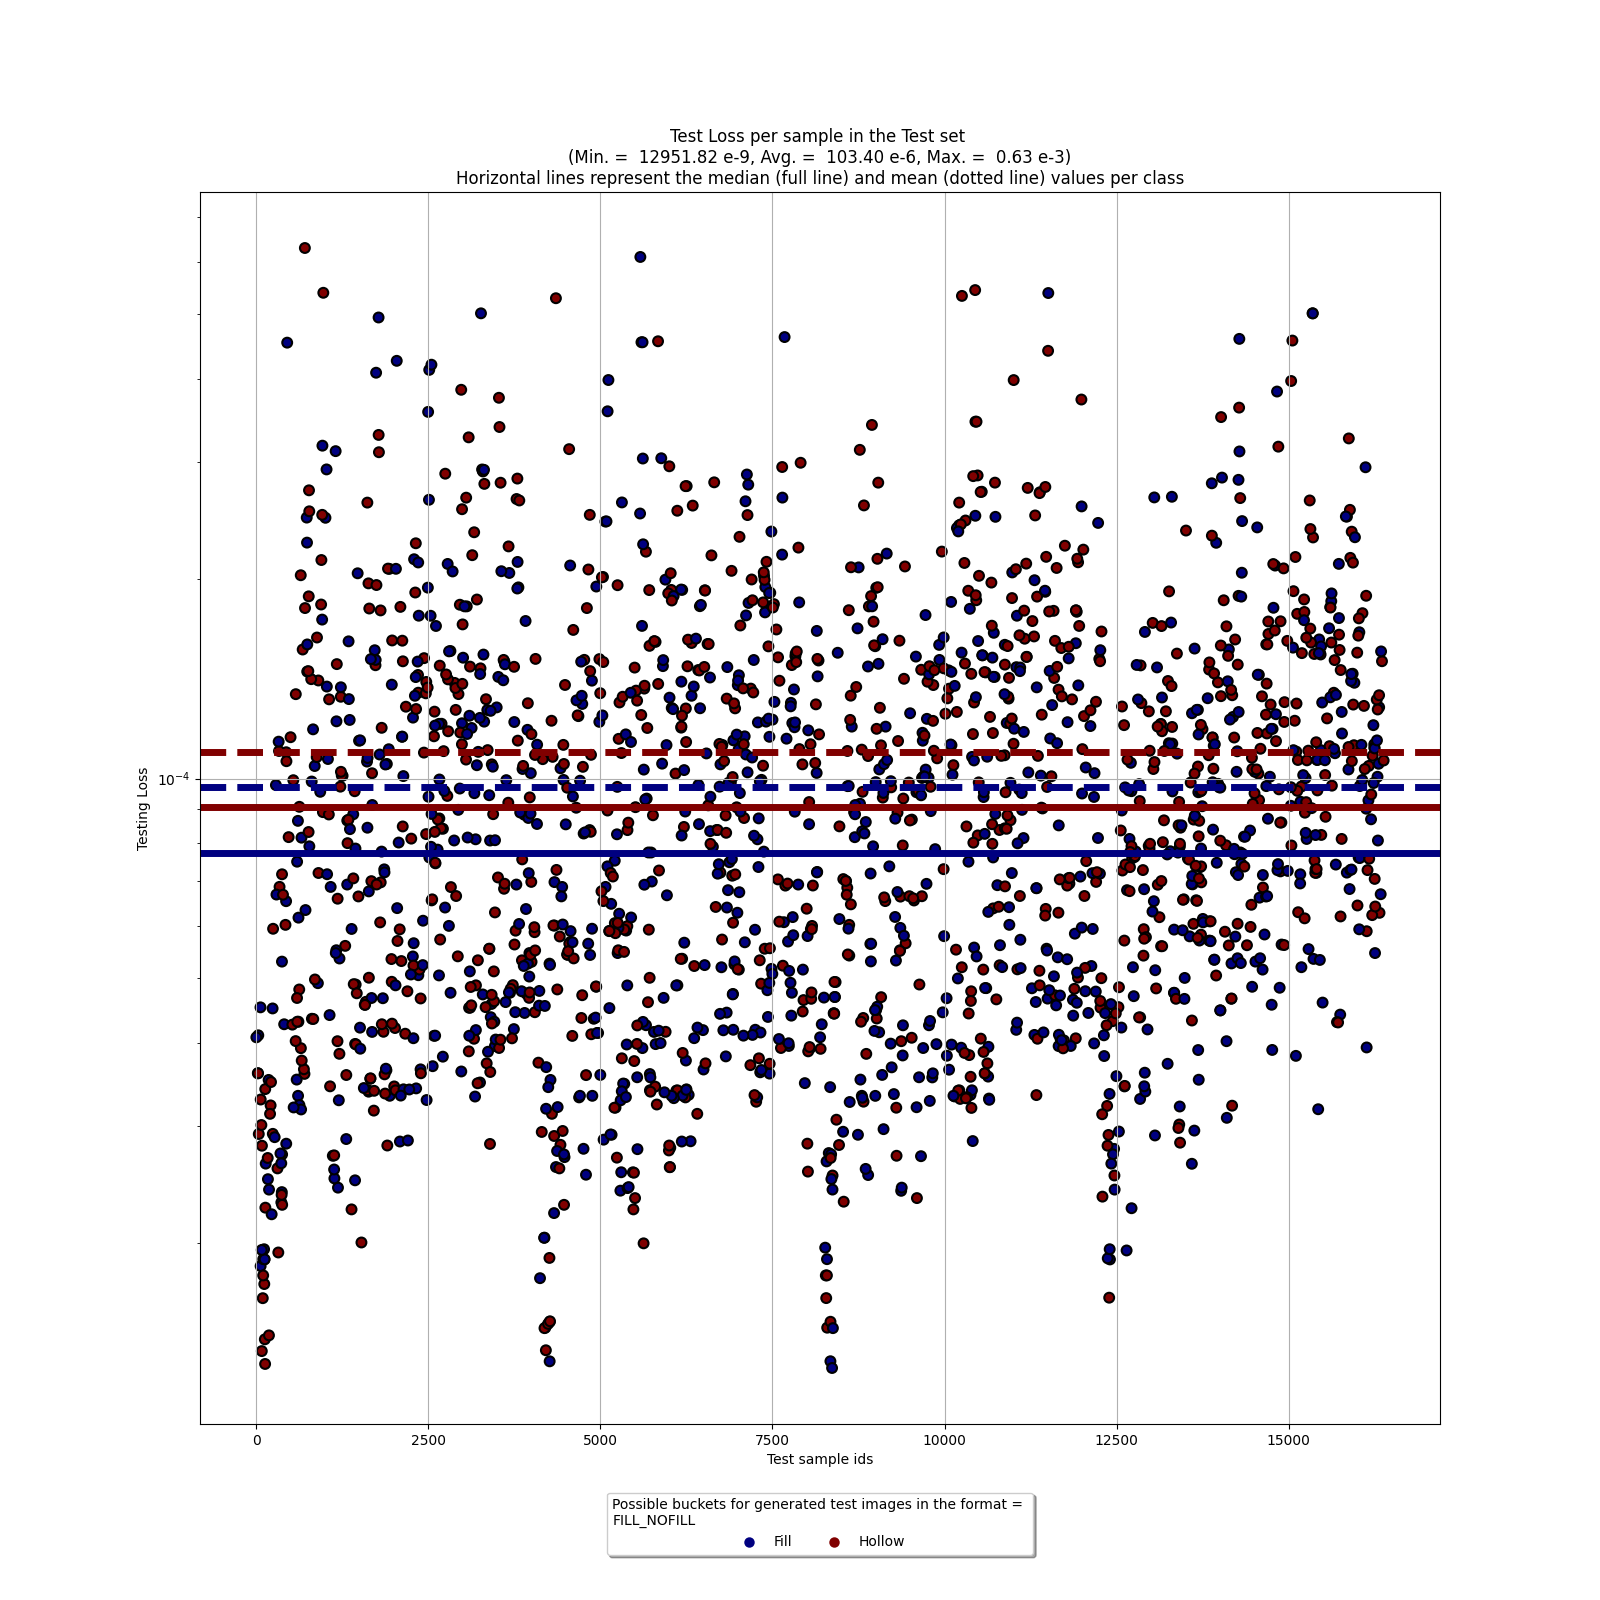 Test Loss per sample in the Test set
(Min. =  12951.82 e-9, Avg. =  103.40 e-6, Max. =  0.63 e-3)
Horizontal lines represent the median (full line) and mean (dotted line) values per class
Testing Loss
10⁻⁴
0 2500 5000 7500 10000 12500 15000
Test sample ids
Possible buckets for generated test images in the format =
FILL_NOFILL
Fill Hollow